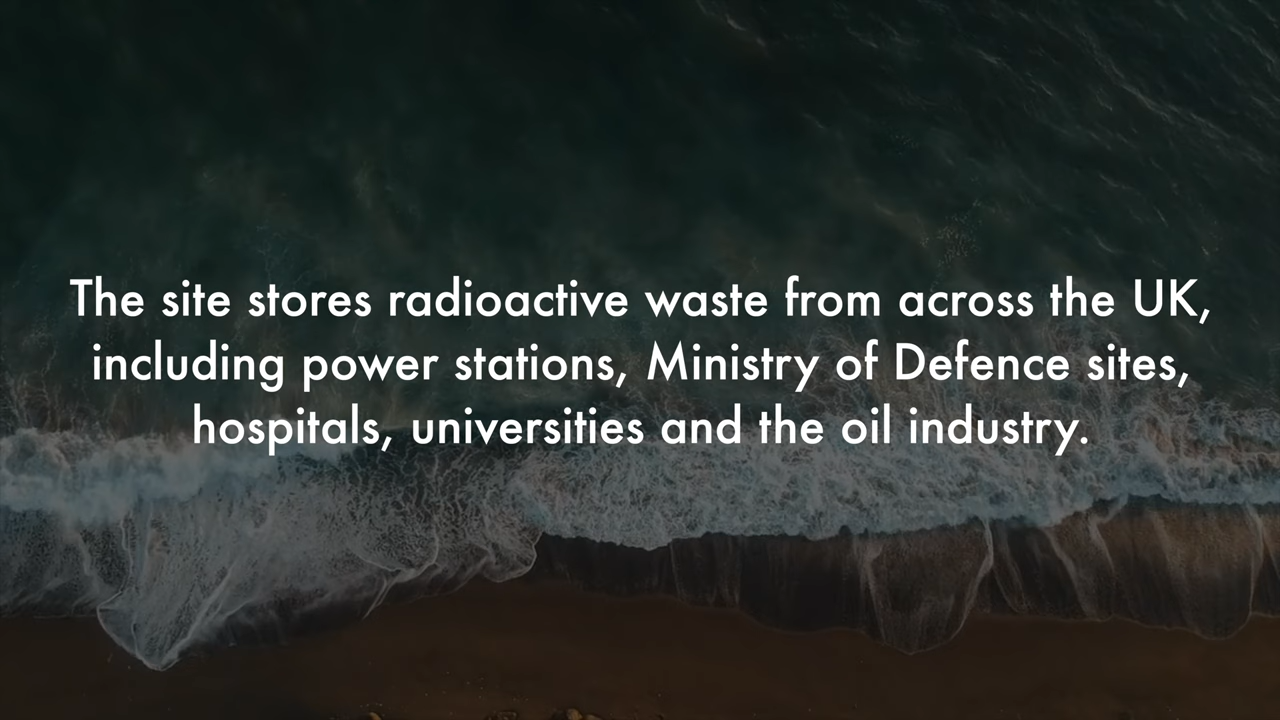 The site stores radioactive waste from across the UK,
including power stations, Ministry of Defence sites,
hospitals, universities and the oil industry.